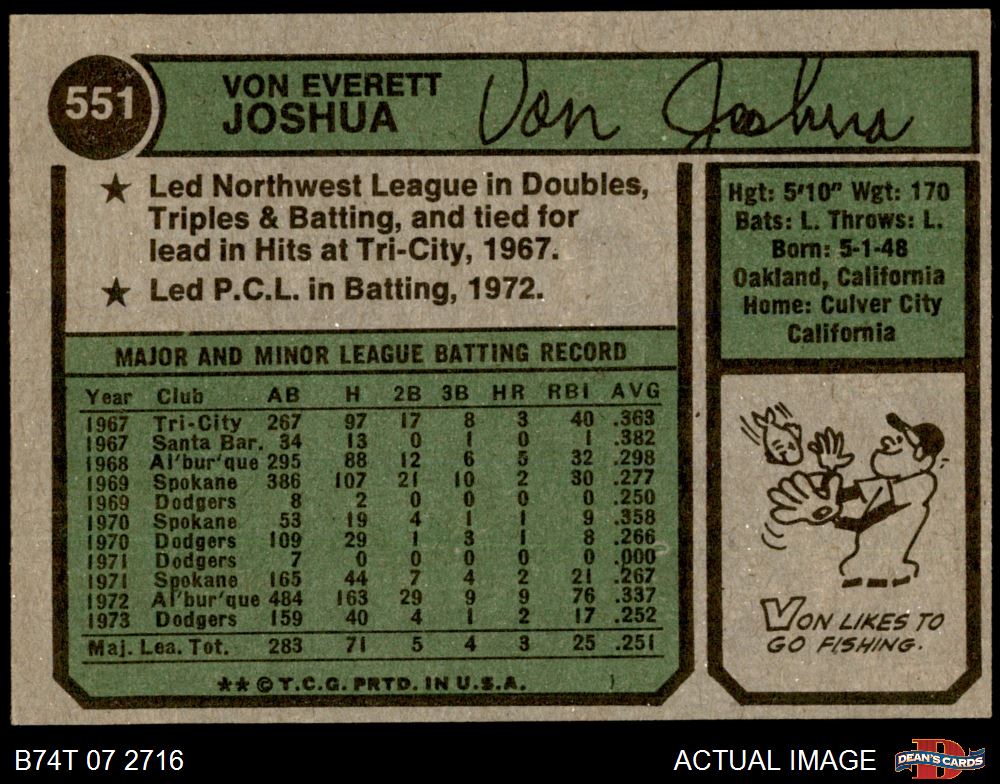 551
VON EVERETT
JOSHUA
Von Joshua
★ Led Northwest League in Doubles,
Triples & Batting, and tied for
lead in Hits at Tri-City, 1967.
★ Led P.C.L. in Batting, 1972.
Hgt: 5'10" Wgt: 170
Bats: L. Throws: L.
Born: 5-1-48
Oakland, California
Home: Culver City
California
MAJOR AND MINOR LEAGUE BATTING RECORD
Year Club AB H 2B 3B HR RBI AVG
1967 Tri-City 267 97 17 8 3 40 .363
1967 Santa Bar. 34 13 0 1 0 1 .382
1968 Al'bur'que 295 88 12 6 5 32 .298
1969 Spokane 386 107 21 10 2 30 .277
1969 Dodgers 8 2 0 0 0 0 .250
1970 Spokane 53 19 4 1 1 9 .358
1970 Dodgers 109 29 1 3 1 8 .266
1971 Dodgers 7 0 0 0 0 0 .000
1971 Spokane 165 44 7 4 2 21 .267
1972 Al'bur'que 484 163 29 9 9 76 .337
1973 Dodgers 159 40 4 1 2 17 .252
Maj. Lea. Tot. 283 71 5 4 3 25 .251
★★ © T.C.G. PRTD. IN U.S.A.
VON LIKES TO
GO FISHING.
B74T 07 2716
ACTUAL IMAGE
DEAN'S CARDS